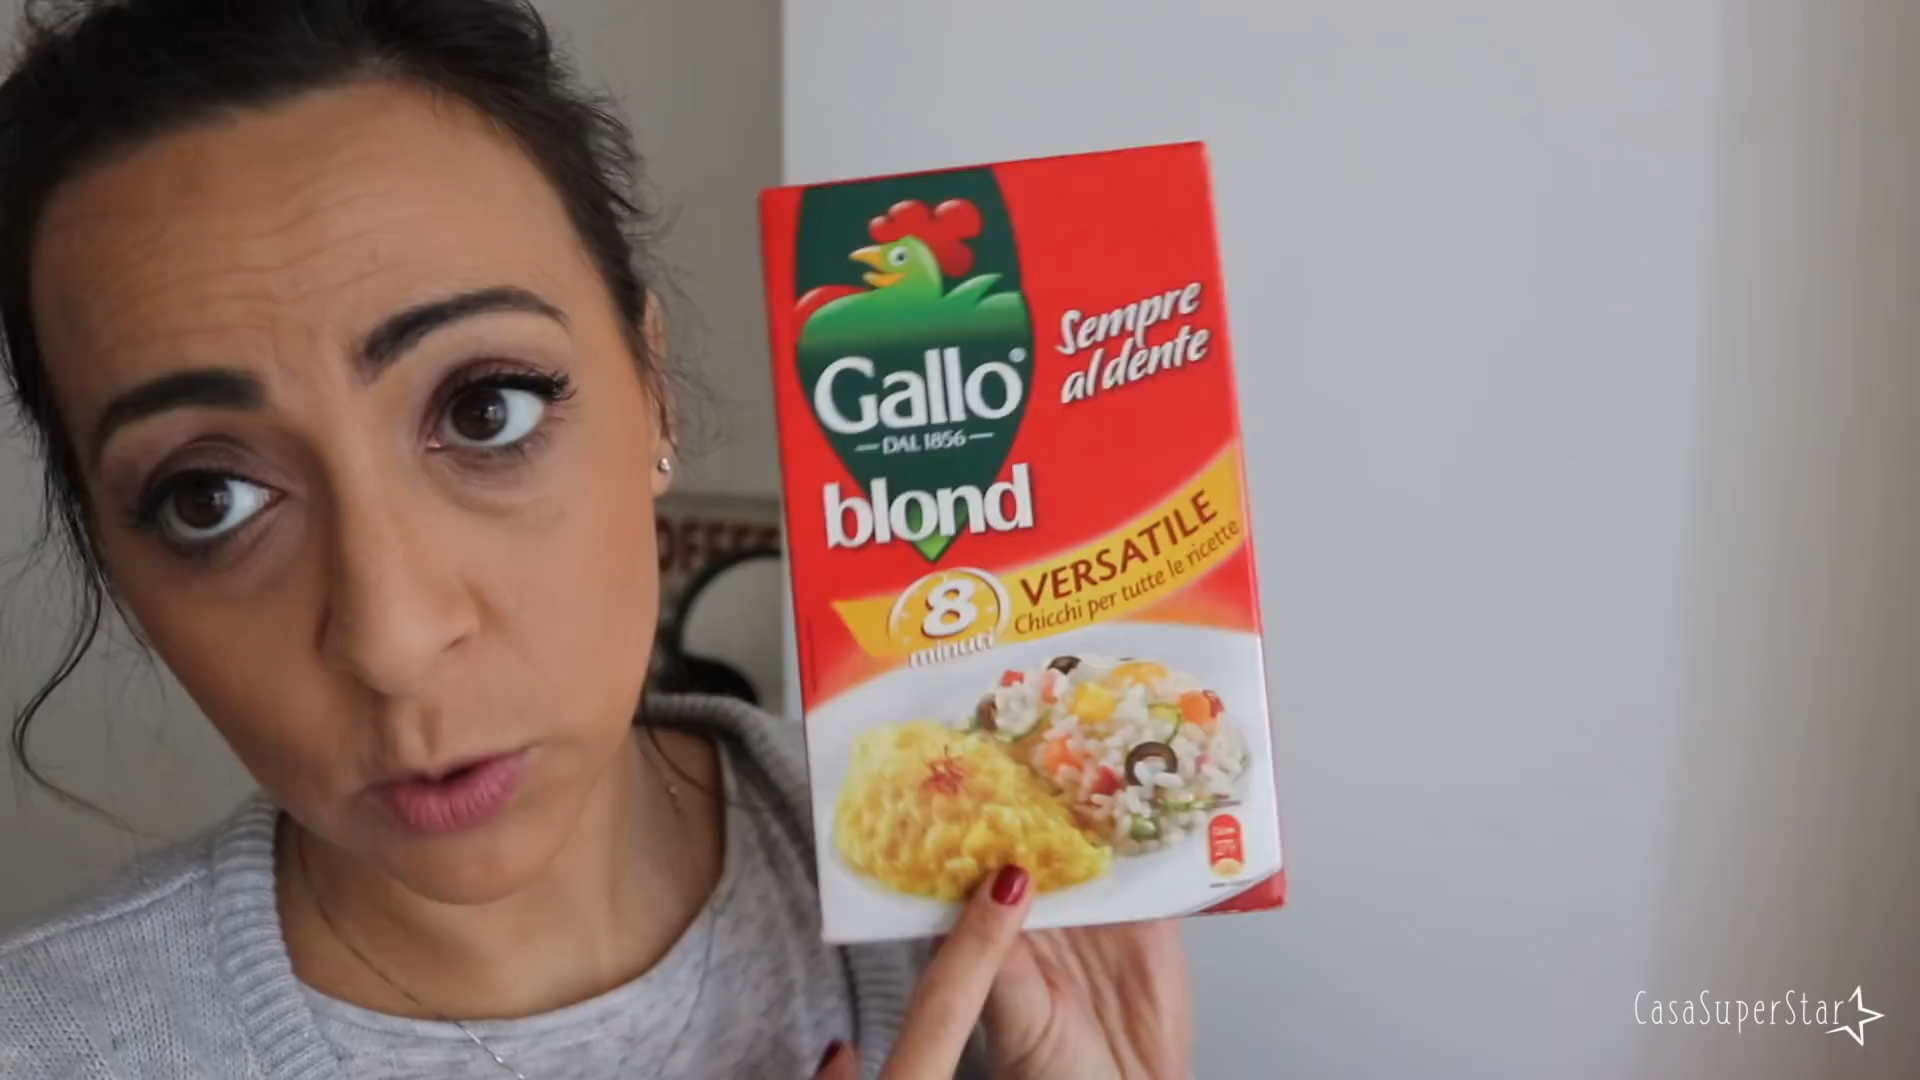 Gallo®
— DAL 1856 —
blond
Sempre
al dente
8
minuti
VERSATILE
Chicchi per tutte le ricette
CasaSuperStar